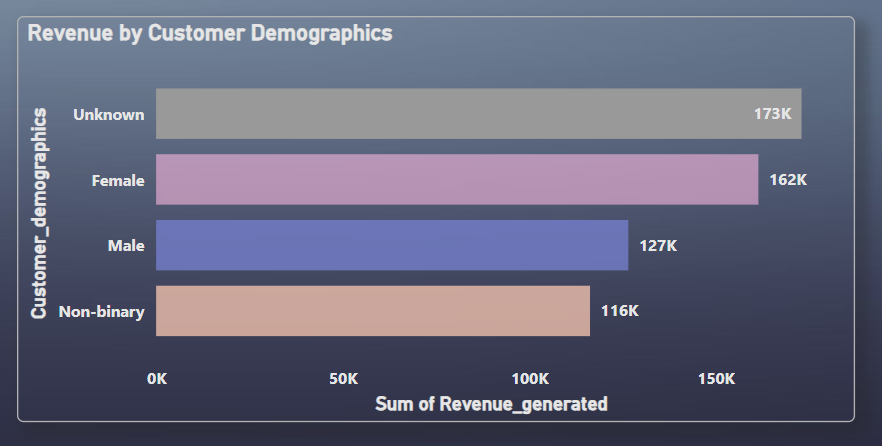 Revenue by Customer Demographics
Customer_demographics
Unknown 173K
Female 162K
Male 127K
Non-binary 116K
0K 50K 100K 150K
Sum of Revenue_generated